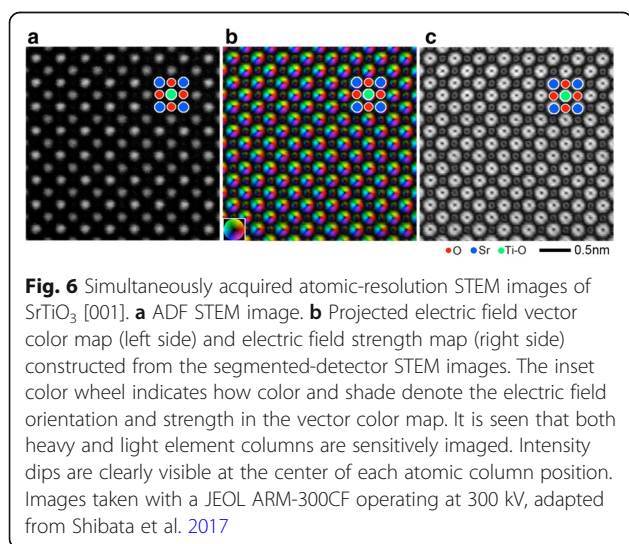 a b c
O Sr Ti-O 0.5nm
Fig. 6 Simultaneously acquired atomic-resolution STEM images of
SrTiO3 [001]. a ADF STEM image. b Projected electric field vector
color map (left side) and electric field strength map (right side)
constructed from the segmented-detector STEM images. The inset
color wheel indicates how color and shade denote the electric field
orientation and strength in the vector color map. It is seen that both
heavy and light element columns are sensitively imaged. Intensity
dips are clearly visible at the center of each atomic column position.
Images taken with a JEOL ARM-300CF operating at 300 kV, adapted
from Shibata et al. 2017